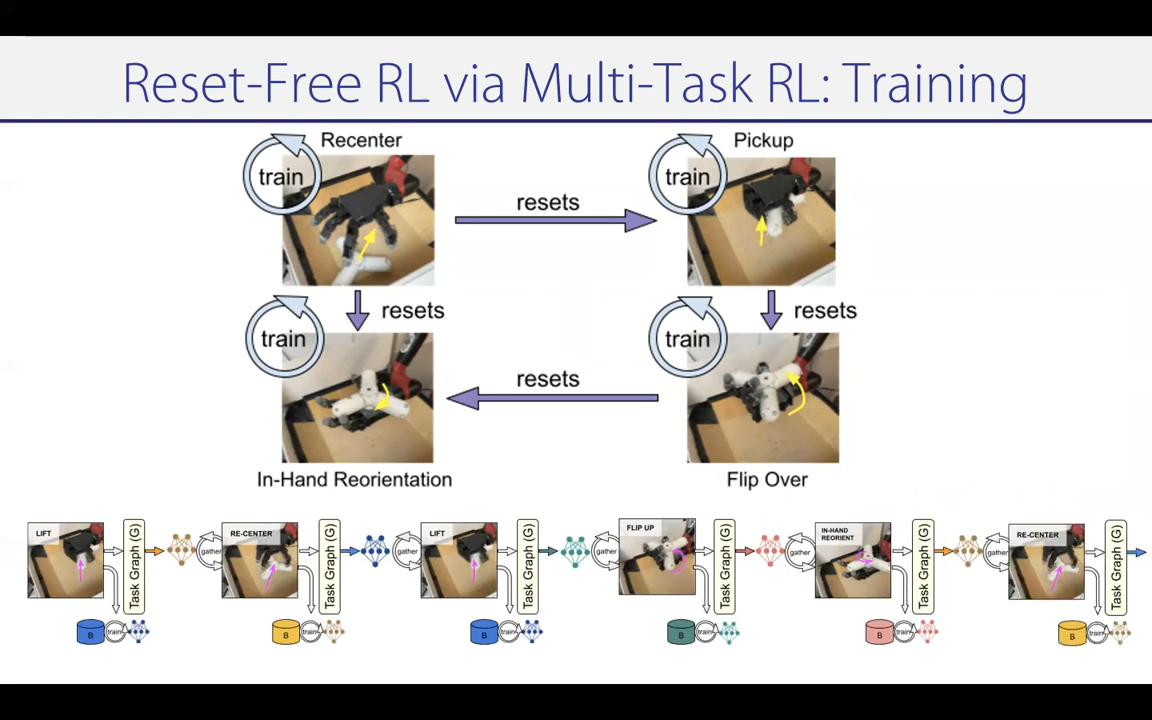 Reset-Free RL via Multi-Task RL: Training
Recenter
Pickup
train
train
resets
resets
resets
train
train
resets
In-Hand Reorientation
Flip Over
LIFT
Task Graph (G)
gather
RE-CENTER
Task Graph (G)
gather
LIFT
Task Graph (G)
gather
FLIP UP
Task Graph (G)
gather
IN-HAND
REORIENT
Task Graph (G)
gather
RE-CENTER
Task Graph (G)
B
train
B
train
B
train
B
train
B
train
B
train